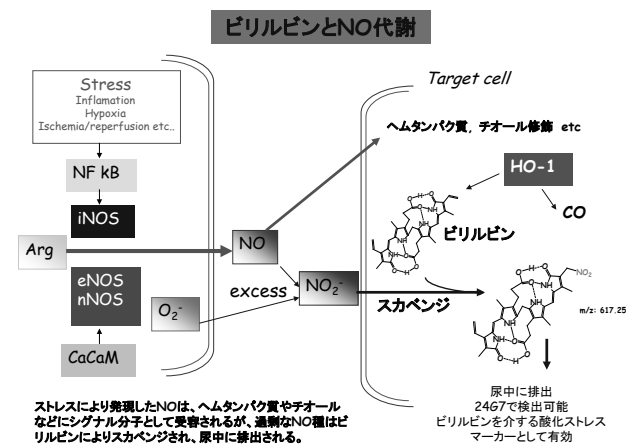 ビリルビンとNO代謝
Stress
Inflamation
Hypoxia
Ischemia/reperfusion etc..
NF kB
iNOS
Arg
eNOS
nNOS
CaCaM
O2-
NO
excess
NO2-
Target cell
ヘムタンパク質, チオール修飾 etc
HO-1
CO
ビリルビン
スカベンジ
NO2
m/z: 617.25
尿中に排出
24G7で検出可能
ビリルビンを介する酸化ストレス
マーカーとして有効
ストレスにより発現したNOは、ヘムタンパク質やチオール
などにシグナル分子として受容されるが、過剰なNO種はビ
リルビンによりスカベンジされ、尿中に排出される。